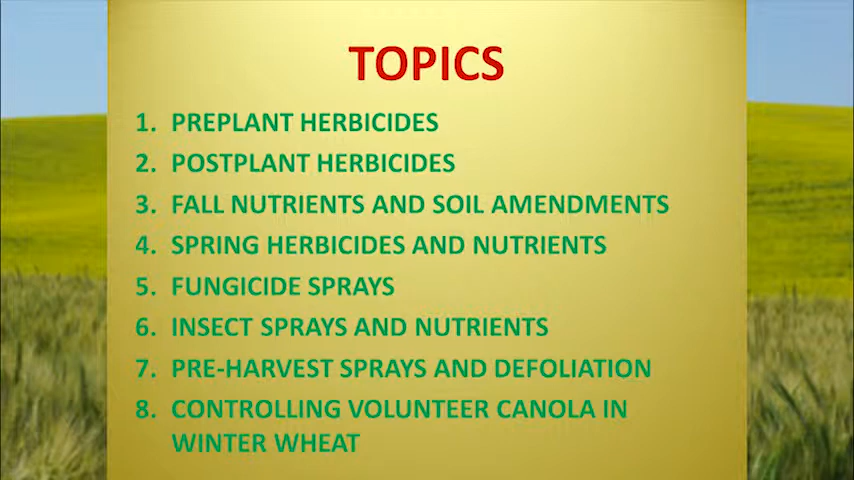 TOPICS
1. PREPLANT HERBICIDES
2. POSTPLANT HERBICIDES
3. FALL NUTRIENTS AND SOIL AMENDMENTS
4. SPRING HERBICIDES AND NUTRIENTS
5. FUNGICIDE SPRAYS
6. INSECT SPRAYS AND NUTRIENTS
7. PRE-HARVEST SPRAYS AND DEFOLIATION
8. CONTROLLING VOLUNTEER CANOLA IN
WINTER WHEAT